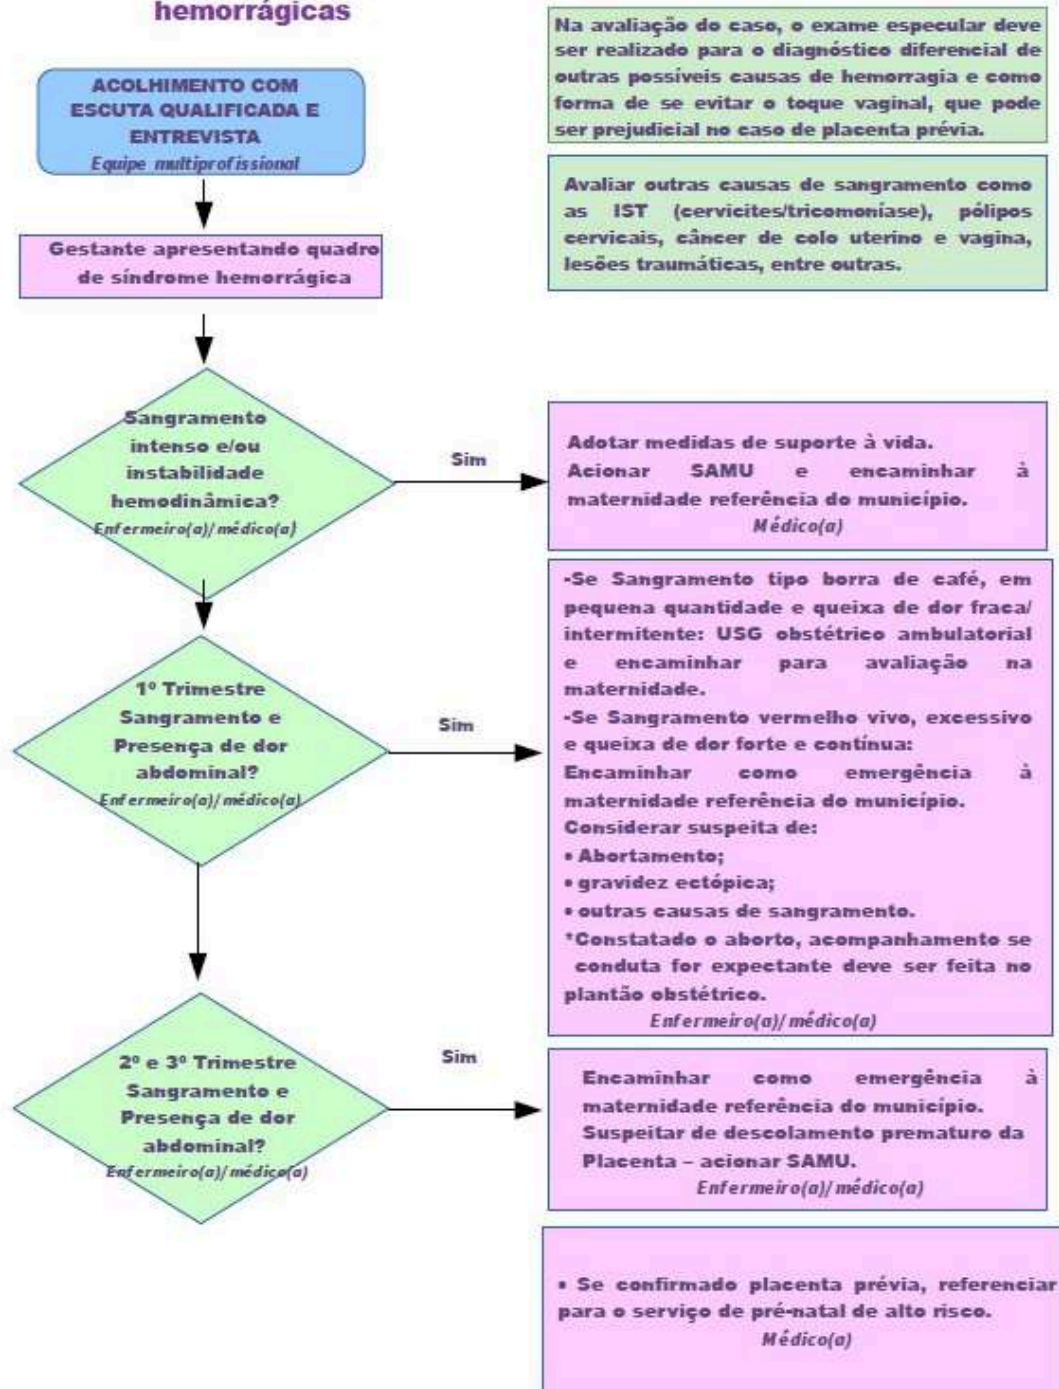 hemorrágicas
ACOLHIMENTO COM
ESCUTA QUALIFICADA E
ENTREVISTA
Equipe multiprofissional
Gestante apresentando quadro
de síndrome hemorrágica
Na avaliação do caso, o exame especular deve
ser realizado para o diagnóstico diferencial de
outras possíveis causas de hemorragia e como
forma de se evitar o toque vaginal, que pode
ser prejudicial no caso de placenta prévia.
Avaliar outras causas de sangramento como
as IST (cervicites/tricomoníase), pólipos
cervicais, câncer de colo uterino e vagina,
lesões traumáticas, entre outras.
Sangramento
intenso e/ou
instabilidade
hemodinâmica?
Enfermeiro(a)/médico(a)
Sim
Adotar medidas de suporte à vida.
Acionar SAMU e encaminhar à
maternidade referência do município.
Médico(a)
1º Trimestre
Sangramento e
Presença de dor
abdominal?
Enfermeiro(a)/médico(a)
Sim
-Se Sangramento tipo borra de café, em
pequena quantidade e queixa de dor fraca/
intermitente: USG obstétrico ambulatorial
e encaminhar para avaliação na
maternidade.
-Se Sangramento vermelho vivo, excessivo
e queixa de dor forte e contínua:
Encaminhar como emergência à
maternidade referência do município.
Considerar suspeita de:
• Abortamento;
• gravidez ectópica;
• outras causas de sangramento.
*Constatado o aborto, acompanhamento se
conduta for expectante deve ser feita no
plantão obstétrico.
Enfermeiro(a)/médico(a)
2º e 3º Trimestre
Sangramento e
Presença de dor
abdominal?
Enfermeiro(a)/médico(a)
Sim
Encaminhar como emergência à
maternidade referência do município.
Suspeitar de descolamento prematuro da
Placenta – acionar SAMU.
Enfermeiro(a)/médico(a)
• Se confirmado placenta prévia, referenciar
para o serviço de pré-natal de alto risco.
Médico(a)